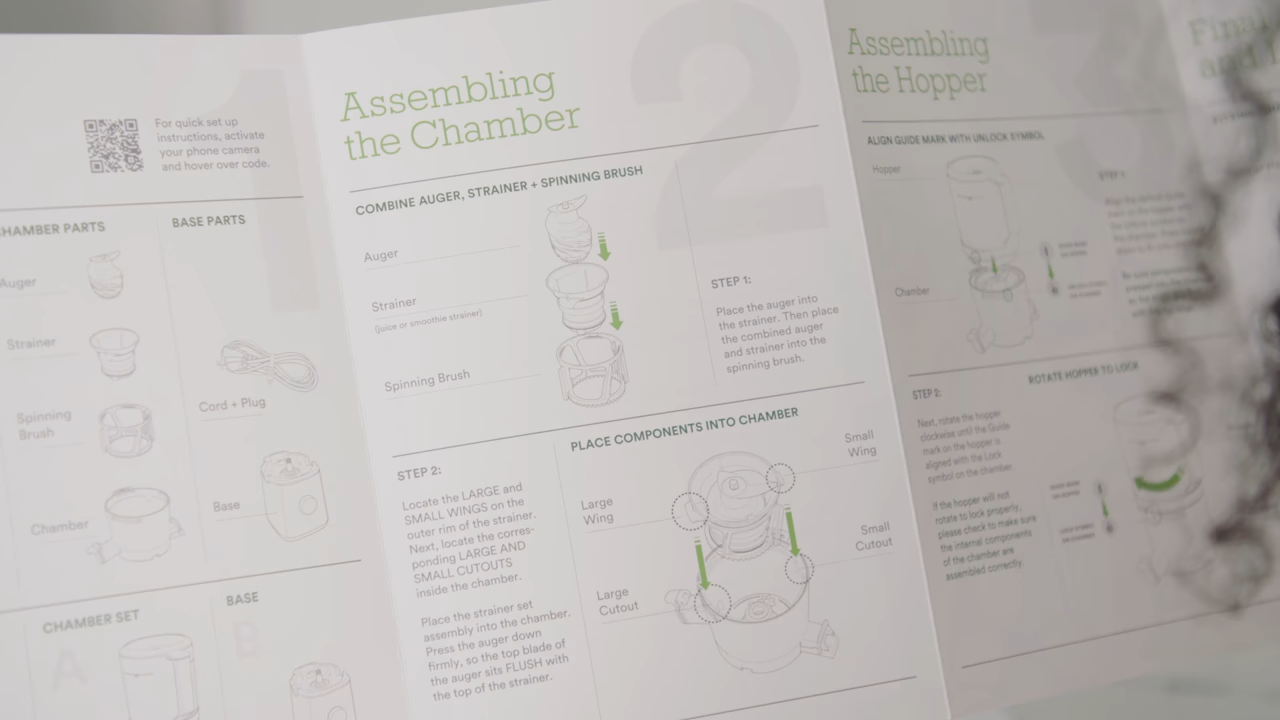 1
For quick set up
instructions, activate
your phone camera
and hover over code.
CHAMBER PARTS
Auger
Strainer
Spinning
Brush
Chamber
BASE PARTS
Cord + Plug
Base
CHAMBER SET
A
BASE
B
2
Assembling
the Chamber
COMBINE AUGER, STRAINER + SPINNING BRUSH
Auger
Strainer
(juice or smoothie strainer)
Spinning Brush
STEP 1:
Place the auger into
the strainer. Then place
the combined auger
and strainer into the
spinning brush.
STEP 2:
Locate the LARGE and
SMALL WINGS on the
outer rim of the strainer.
Next, locate the corres-
ponding LARGE AND
SMALL CUTOUTS
inside the chamber.
Place the strainer set
assembly into the chamber.
Press the auger down
firmly, so the top blade of
the auger sits FLUSH with
the top of the strainer.
PLACE COMPONENTS INTO CHAMBER
Small
Wing
Large
Wing
Small
Cutout
Large
Cutout
Assembling
the Hopper
ALIGN GUIDE MARK WITH UNLOCK SYMBOL
Hopper
Chamber
STEP 1:
ROTATE HOPPER TO LOCK
STEP 2:
Next, rotate the hopper
clockwise until the Guide
mark on the hopper is
aligned with the Lock
symbol on the chamber.
If the hopper will not
rotate to lock properly,
please check to make sure
the internal components
of the chamber are
assembled correctly.
Final
and